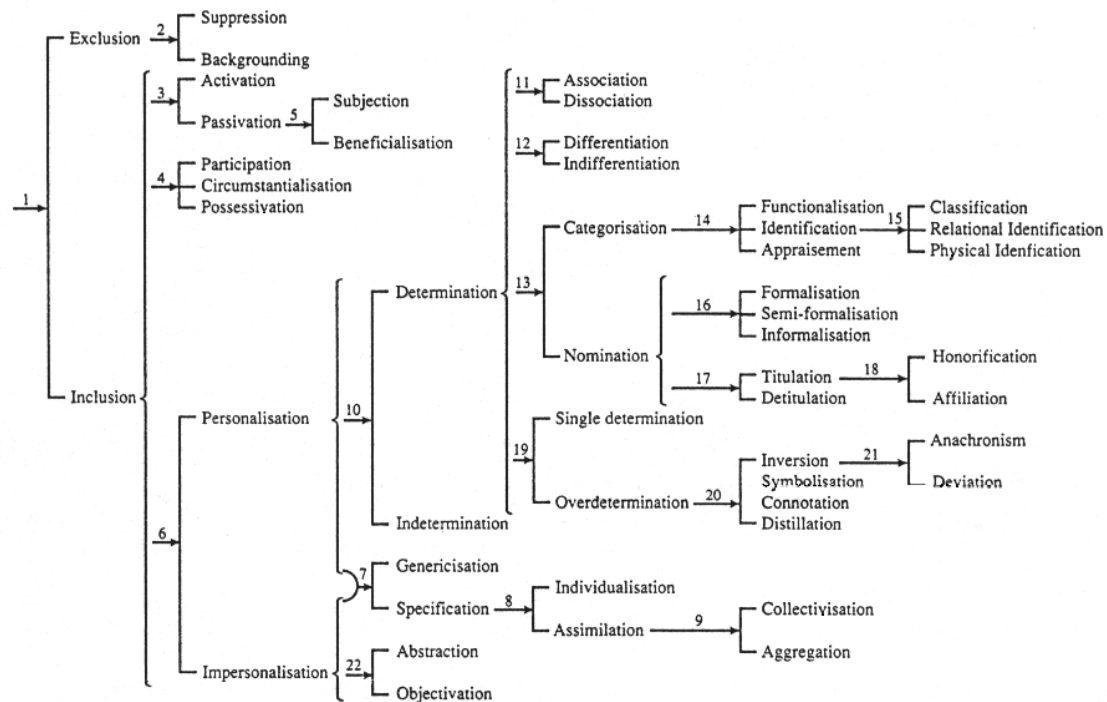 Suppression
Exclusion 2
Backgrounding
Activation
3
Passivation 5
Subjection
Beneficialisation
Participation
4 Circumstantialisation
Possessivation
1
Inclusion
11 Association
Dissociation
12 Differentiation
Indifferentiation
Categorisation 14
Functionalisation
Identification 15
Appraisement
Classification
Relational Identification
Physical Idenfication
Determination 13
Nomination
16
Formalisation
Semi-formalisation
Informalisation
17
Titulation 18
Detitulation
Honorification
Affiliation
Personalisation 10
Single determination
19
Overdetermination 20
Inversion 21
Symbolisation
Connotation
Distillation
Anachronism
Deviation
Indetermination
6
7
Genericisation
Specification 8
Individualisation
Assimilation 9
Collectivisation
Aggregation
Impersonalisation 22
Abstraction
Objectivation